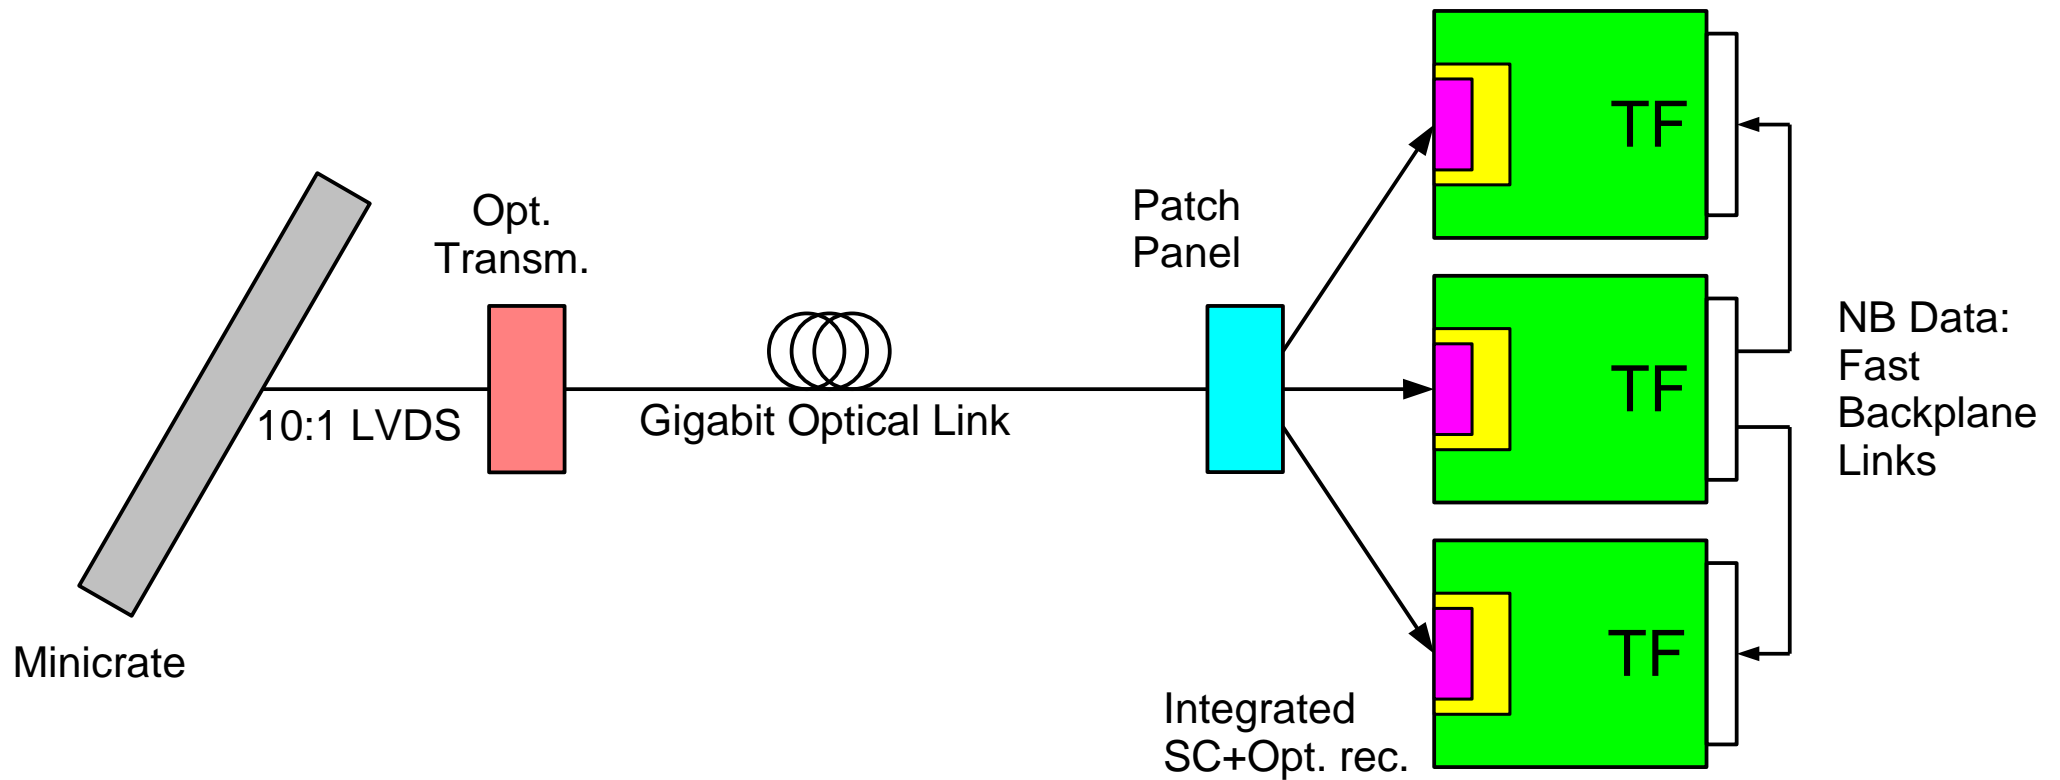 TF
Opt.
Transm.
Patch
Panel
NB Data:
Fast
Backplane
Links
TF
10:1 LVDS
Gigabit Optical Link
TF
Minicrate
Integrated
SC+Opt. rec.